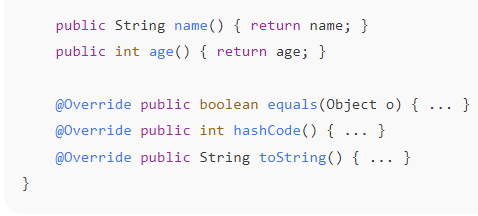 public String name() { return name; }
public int age() { return age; }
@Override public boolean equals(Object o) { ... }
@Override public int hashCode() { ... }
@Override public String toString() { ... }
}